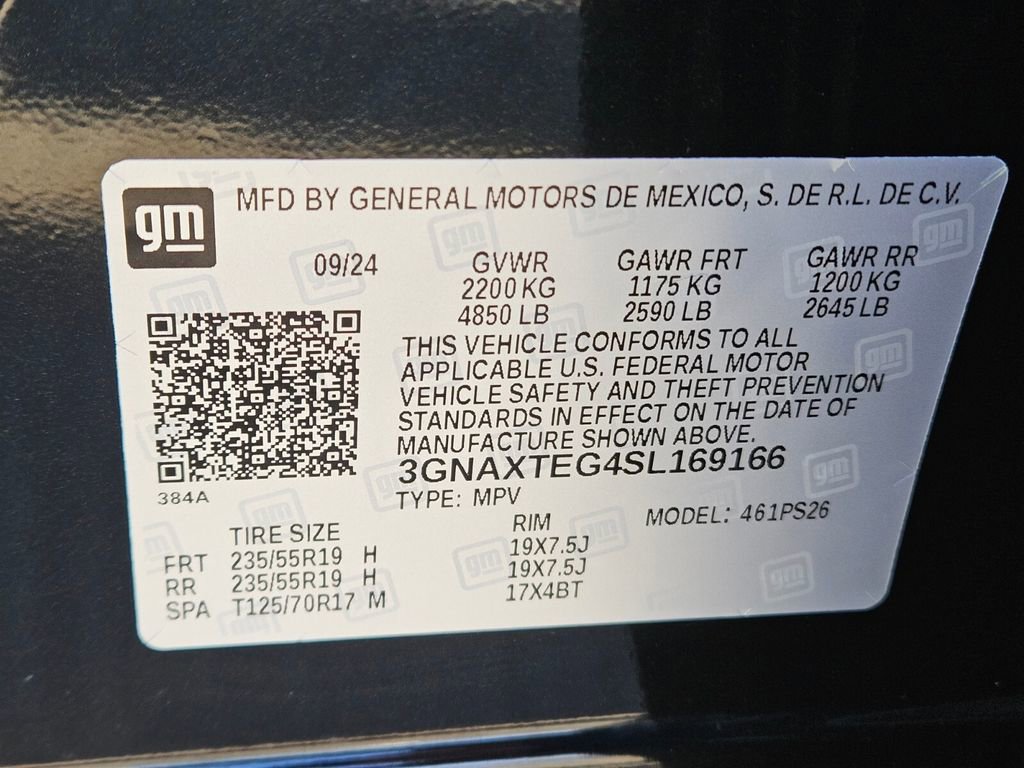 gm
MFD BY GENERAL MOTORS DE MEXICO, S. DE R.L. DE C.V.
09/24 GVWR GAWR FRT GAWR RR
2200 KG 1175 KG 1200 KG
4850 LB 2590 LB 2645 LB
THIS VEHICLE CONFORMS TO ALL
APPLICABLE U.S. FEDERAL MOTOR
VEHICLE SAFETY AND THEFT PREVENTION
STANDARDS IN EFFECT ON THE DATE OF
MANUFACTURE SHOWN ABOVE.
3GNAXTEG4SL169166
384A
TYPE: MPV
MODEL: 461PS26
TIRE SIZE RIM
FRT 235/55R19 H 19X7.5J
RR 235/55R19 H 19X7.5J
SPA T125/70R17 M 17X4BT